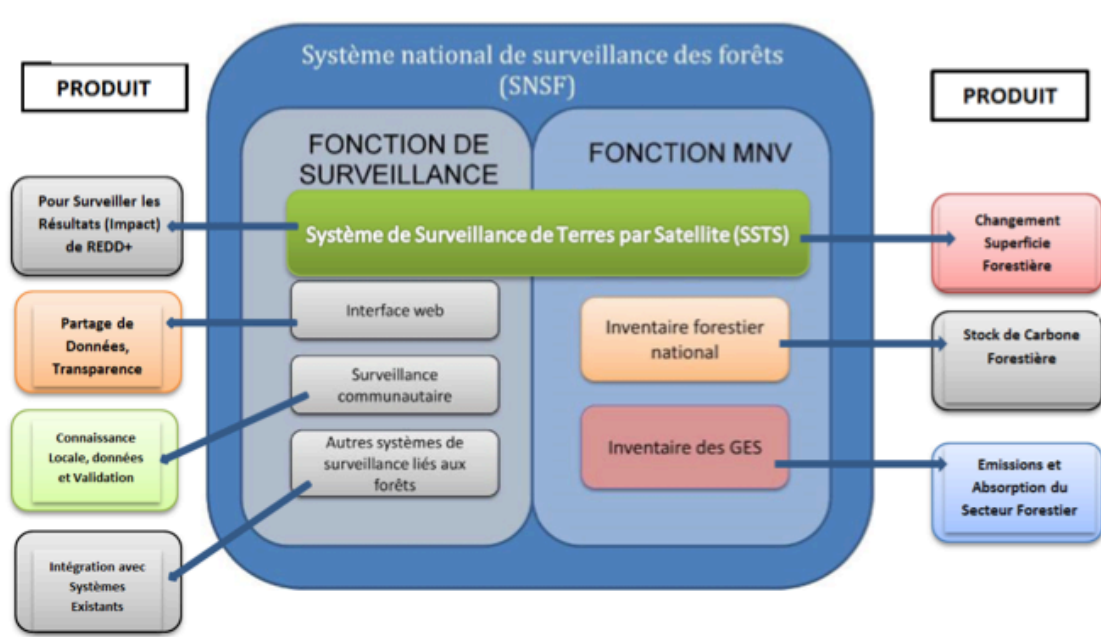 Système national de surveillance des forêts
(SNSF)
PRODUIT
Pour Surveiller les
Résultats (Impact)
de REDD+
Partage de
Données,
Transparence
Connaissance
Locale, données
et Validation
Intégration avec
Systèmes
Existants
FONCTION DE
SURVEILLANCE
FONCTION MNV
Système de Surveillance de Terres par Satellite (SSTS)
Interface web
Surveillance
communautaire
Autres systèmes de
surveillance liés aux
forêts
Inventaire forestier
national
Inventaire des GES
PRODUIT
Changement
Superficie
Forestière
Stock de Carbone
Forestière
Emissions et
Absorption du
Secteur Forestier